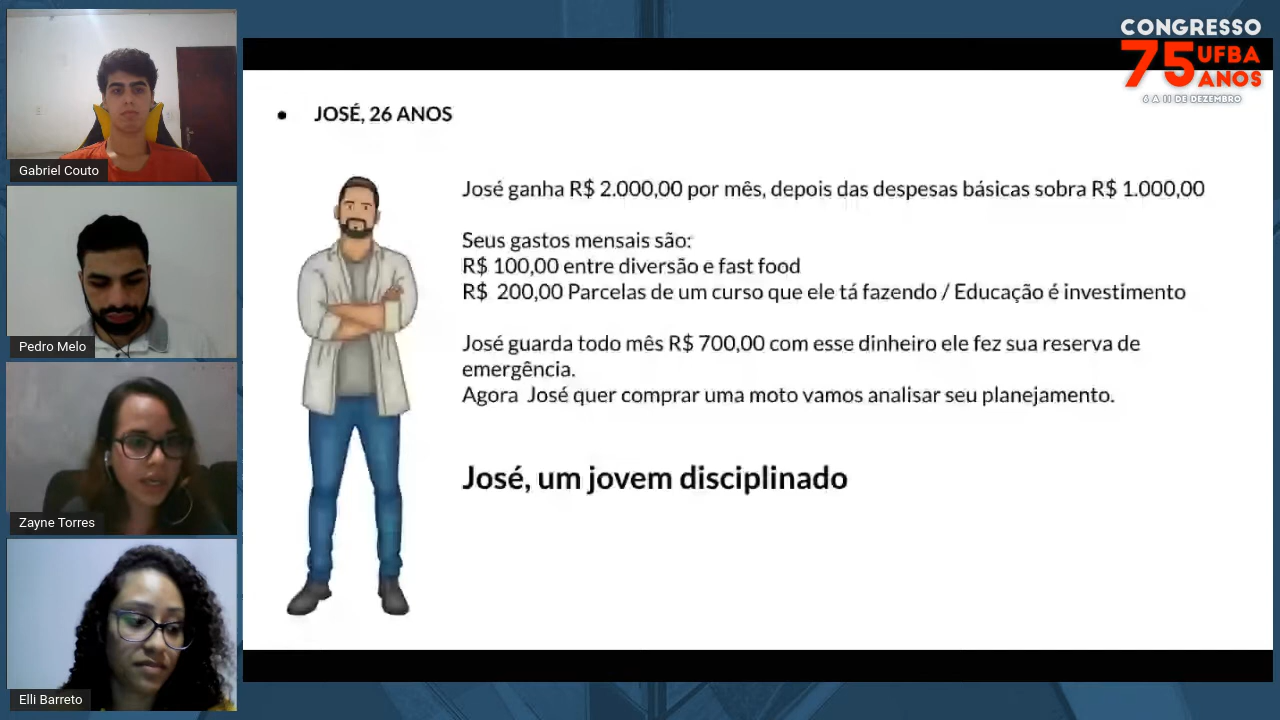 CONGRESSO
75 UFBA
ANOS
6 A 11 DE DEZEMBRO
• JOSÉ, 26 ANOS
José ganha R$ 2.000,00 por mês, depois das despesas básicas sobra R$ 1.000,00
Seus gastos mensais são:
R$ 100,00 entre diversão e fast food
R$ 200,00 Parcelas de um curso que ele tá fazendo / Educação é investimento
José guarda todo mês R$ 700,00 com esse dinheiro ele fez sua reserva de
emergência.
Agora José quer comprar uma moto vamos analisar seu planejamento.
José, um jovem disciplinado
Gabriel Couto
Pedro Melo
Zayne Torres
Elli Barreto